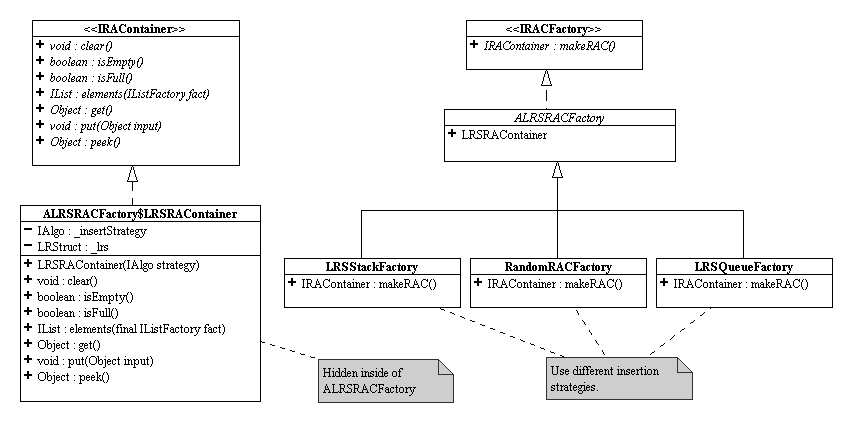 <<IRAContainer>>
+ void : clear()
+ boolean : isEmpty()
+ boolean : isFull()
+ IList : elements(IListFactory fact)
+ Object : get()
+ void : put(Object input)
+ Object : peek()
ALRSRACFactory$LRSRAContainer
− IAlgo : _insertStrategy
− LRStruct : _lrs
+ LRSRAContainer(IAlgo strategy)
+ void : clear()
+ boolean : isEmpty()
+ boolean : isFull()
+ IList : elements(final IListFactory fact)
+ Object : get()
+ void : put(Object input)
+ Object : peek()
Hidden inside of
ALRSRACFactory
<<IRACFactory>>
+ IRAContainer : makeRAC()
ALRSRACFactory
+ LRSRAContainer
LRSStackFactory
+ IRAContainer : makeRAC()
RandomRACFactory
+ IRAContainer : makeRAC()
LRSQueueFactory
+ IRAContainer : makeRAC()
Use different insertion
strategies.